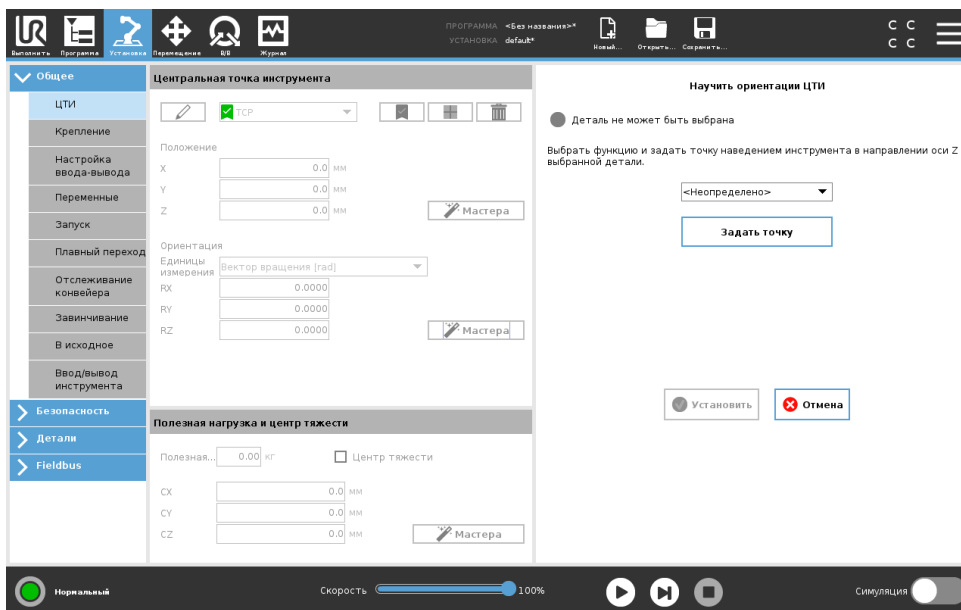 ПРОГРАММА <Без названия>*
УСТАНОВКА default*
Выполнить Программа Установка Перемещение В/В Журнал
Новый... Открыть... Сохранить...
C C
C C
Общее
ЦТИ
Крепление
Настройка
ввода-вывода
Переменные
Запуск
Плавный переход
Отслеживание
конвейера
Завинчивание
В исходное
Ввод/вывод
инструмента
Безопасность
Детали
Fieldbus
Центральная точка инструмента
TCP
Положение
X 0.0 мм
Y 0.0 мм
Z 0.0 мм
Мастера
Ориентация
Единицы
измерения
Вектор вращения [rad]
RX 0.0000
RY 0.0000
RZ 0.0000
Мастера
Полезная нагрузка и центр тяжести
Полезная... 0.00 кг
Центр тяжести
CX 0.0 мм
CY 0.0 мм
CZ 0.0 мм
Мастера
Научить ориентации ЦТИ
Деталь не может быть выбрана
Выбрать функцию и задать точку наведением инструмента в направлении оси Z
выбранной детали.
<Неопределено>
Задать точку
Установить
Отмена
Нормальный
Скорость 100%
Симуляция